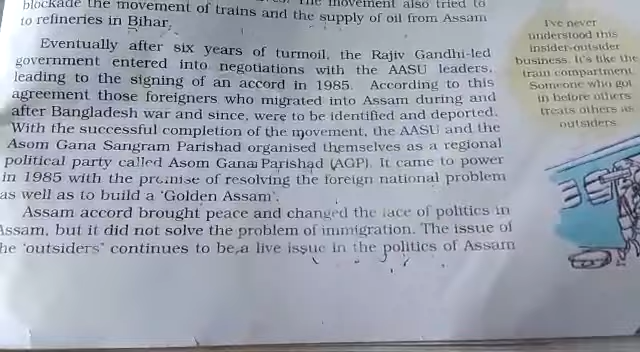 blockade the movement of trains and the supply of oil from Assam
to refineries in Bihar.
Eventually after six years of turmoil, the Rajiv Gandhi-led
government entered into negotiations with the AASU leaders,
leading to the signing of an accord in 1985. According to this
agreement those foreigners who migrated into Assam during and
after Bangladesh war and since, were to be identified and deported.
With the successful completion of the movement, the AASU and the
Asom Gana Sangram Parishad organised themselves as a regional
political party called Asom Gana Parishad (AGP). It came to power
in 1985 with the promise of resolving the foreign national problem
as well as to build a 'Golden Assam'.
Assam accord brought peace and changed the face of politics in
Assam, but it did not solve the problem of immigration. The issue of
he 'outsiders' continues to be a live issue in the politics of Assam
I've never
understood this
insider-outsider
business. It's like the
train compartment.
Someone who got
in before others
treats others as
outsiders.